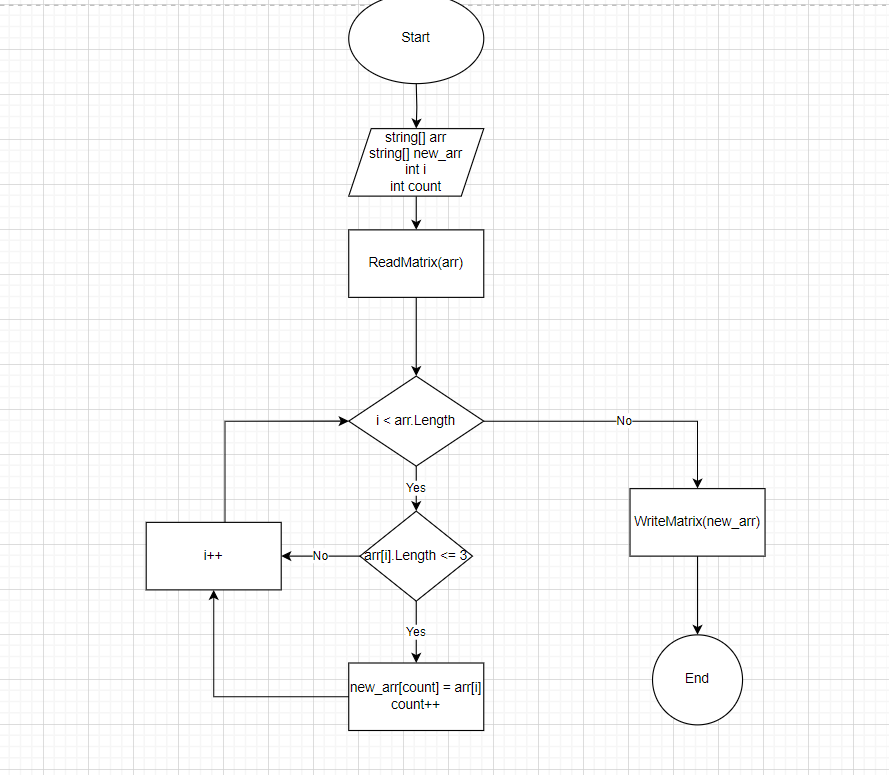 Start
string[] arr
string[] new_arr
int i
int count
ReadMatrix(arr)
i < arr.Length
No
Yes
WriteMatrix(new_arr)
i++
No
arr[i].Length <= 3
Yes
End
new_arr[count] = arr[i]
count++